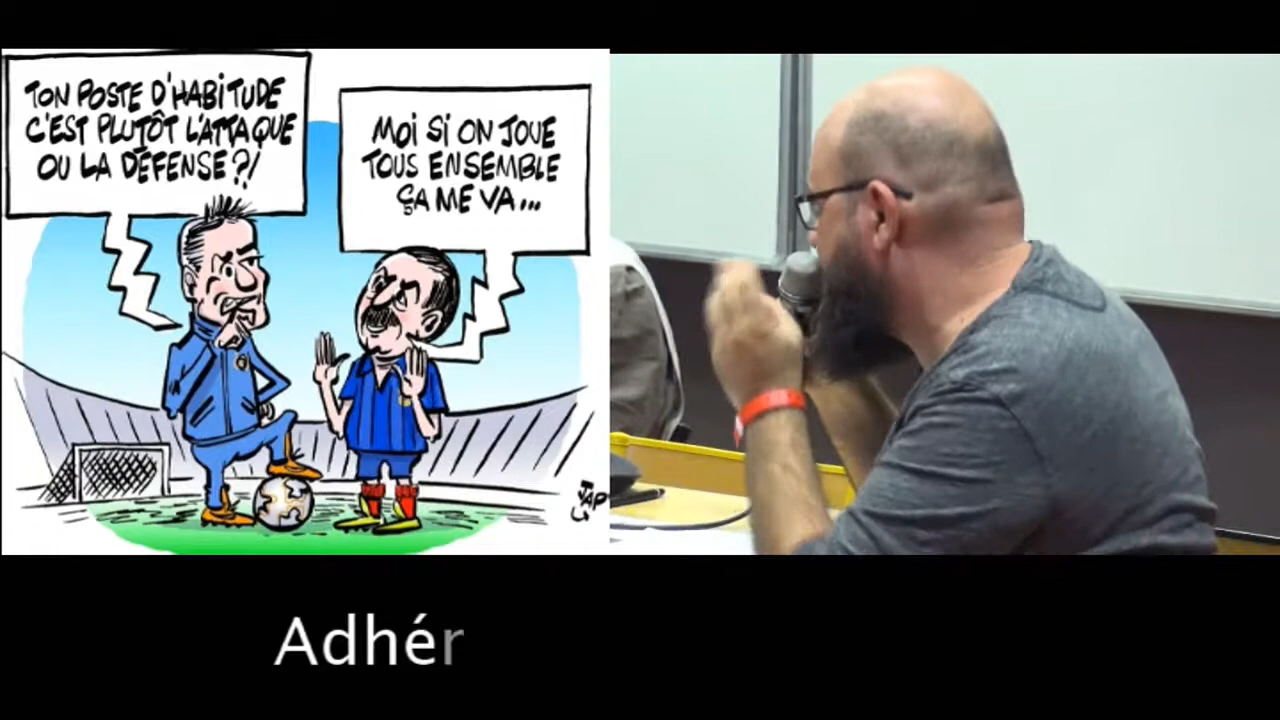 TON POSTE D'HABITUDE
C'EST PLUTÔT L'ATTAQUE
OU LA DÉFENSE ?!
MOI SI ON JOUE
TOUS ENSEMBLE
ÇA ME VA...
JAP
Adhér